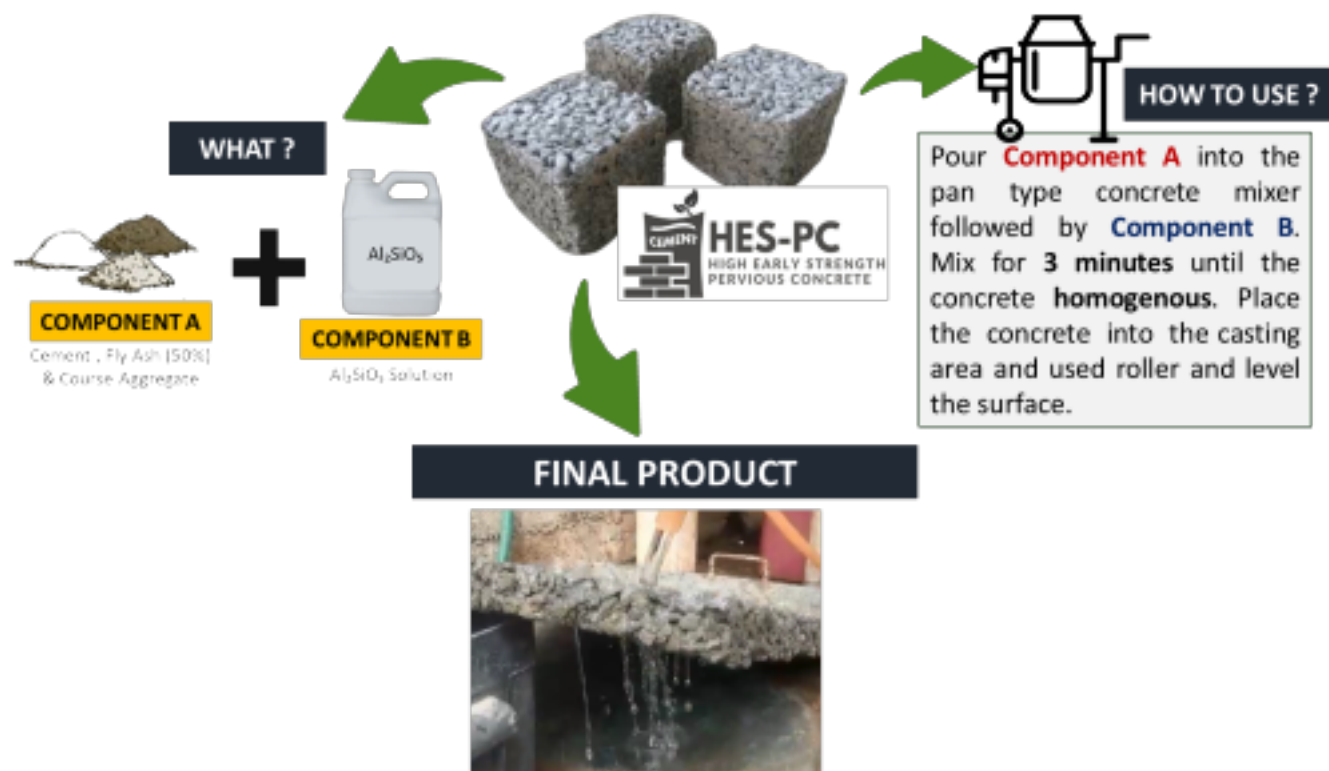 WHAT ?
Al₂SiO₅
COMPONENT A
Cement , Fly Ash (50%)
& Course Aggregate
COMPONENT B
Al₂SiO₅ Solution
CEMENT
HES-PC
HIGH EARLY STRENGTH
PERVIOUS CONCRETE
HOW TO USE ?
Pour Component A into the
pan type concrete mixer
followed by Component B.
Mix for 3 minutes until the
concrete homogenous. Place
the concrete into the casting
area and used roller and level
the surface.
FINAL PRODUCT